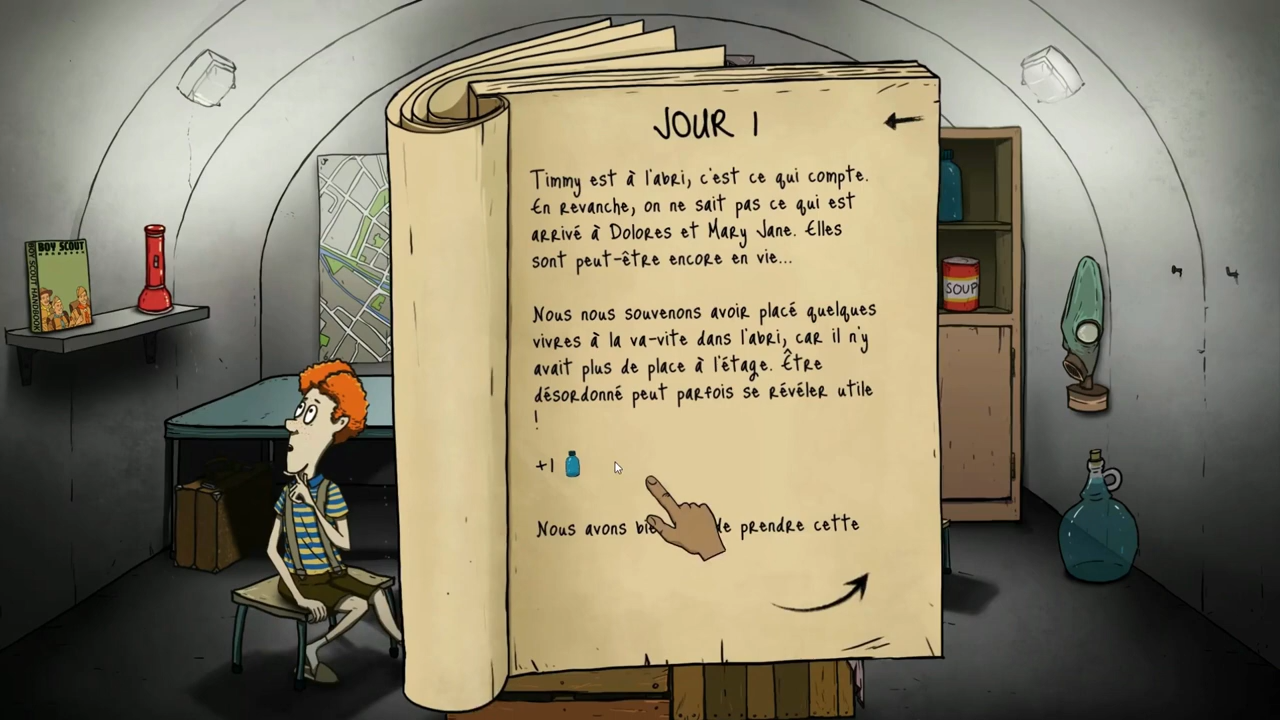 JOUR 1
Timmy est à l'abri, c'est ce qui compte.
En revanche, on ne sait pas ce qui est
arrivé à Dolores et Mary Jane. Elles
sont peut-être encore en vie...
Nous nous souvenons avoir placé quelques
vivres à la va-vite dans l'abri, car il n'y
avait plus de place à l'étage. Être
désordonné peut parfois se révéler utile
!
+1
Nous avons de prendre cette
BOY SCOUT
BOY SCOUT HANDBOOK
SOUP